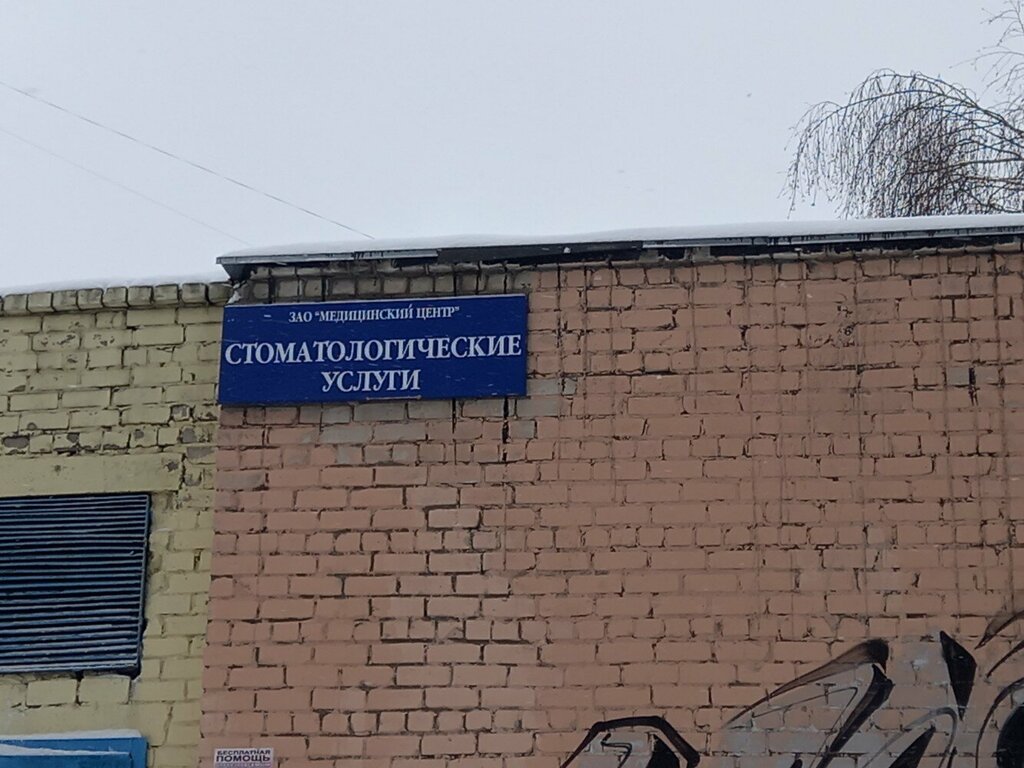 ЗАО "МЕДИЦИНСКИЙ ЦЕНТР"
СТОМАТОЛОГИЧЕСКИЕ
УСЛУГИ
БЕСПЛАТНАЯ
ПОМОЩЬ